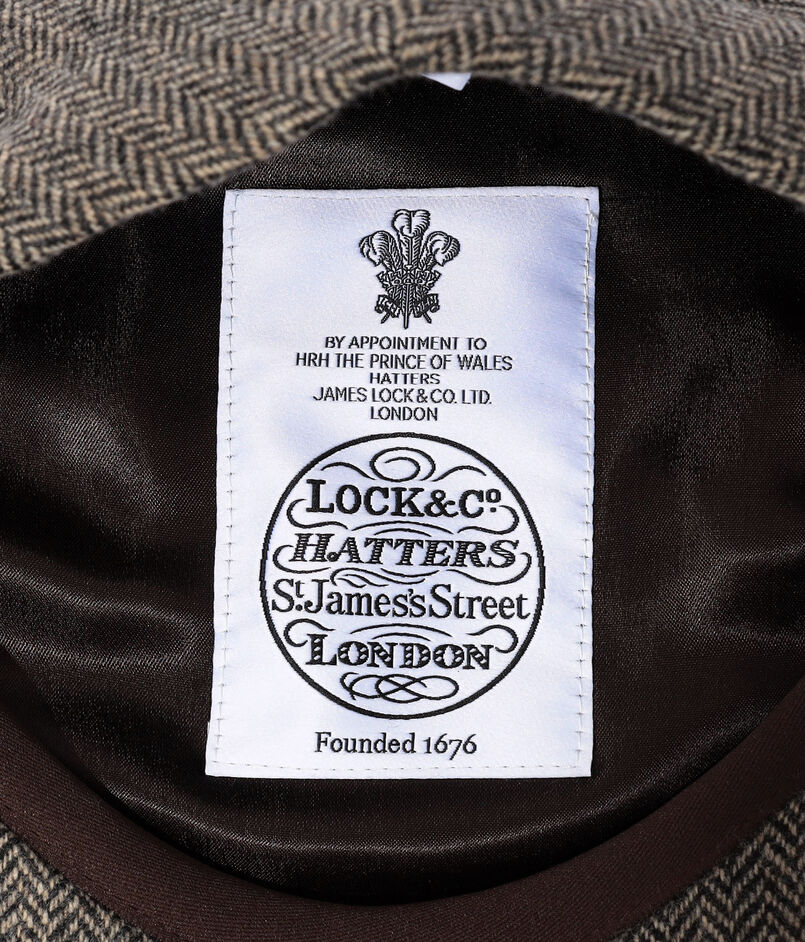 BY APPOINTMENT TO
HRH THE PRINCE OF WALES
HATTERS
JAMES LOCK & CO. LTD.
LONDON
LOCK & Cº
HATTERS
St. James's Street
LONDON
Founded 1676